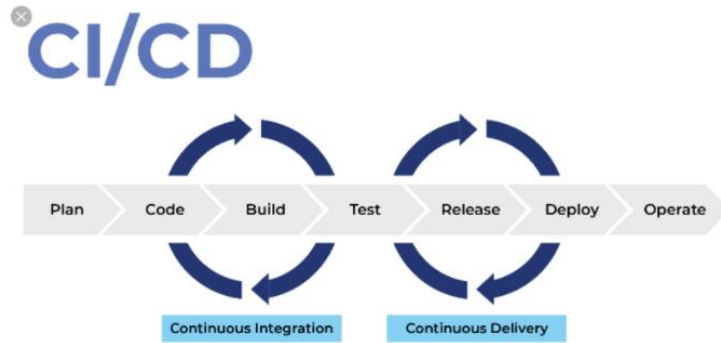 CI/CD
Plan Code Build Test Release Deploy Operate
Continuous Integration Continuous Delivery